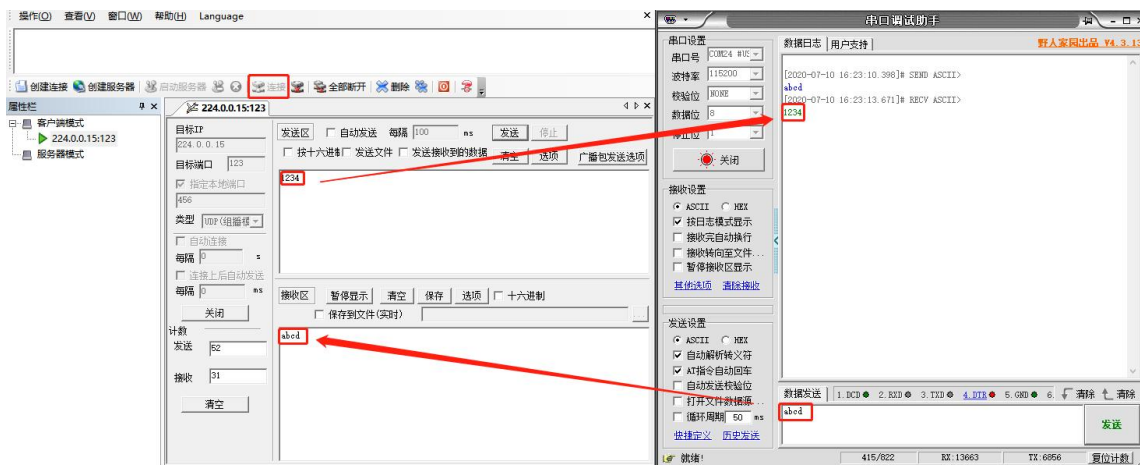 操作(O) 查看(V) 窗口(W) 帮助(H) Language
创建连接 创建服务器 启动服务器 连接 全部断开 删除
属性栏
客户端模式
224.0.0.15:123
服务器模式
224.0.0.15:123
目标IP
224.0.0.15
目标端口 123
指定本地端口
456
类型 UDP(组播模
自动连接
每隔 0 s
连接上后自动发送
每隔 0 ms
关闭
计数
发送 52
接收 31
清空
发送区 自动发送 每隔 100 ms 发送 停止
按十六进制 发送文件 发送接收到的数据 清空 选项 广播包发送选项
1234
接收区 暂停显示 清空 保存 选项 十六进制
保存到文件(实时)
abcd
串口调试助手
串口设置
串口号 COM24 #US
波特率 115200
校验位 NONE
数据位 8
停止位 1
关闭
接收设置
ASCII HEX
按日志模式显示
接收完自动换行
接收转向至文件...
暂停接收区显示
其他选项 清除接收
发送设置
ASCII HEX
自动解析转义符
AT指令自动回车
自动发送校验位
打开文件数据源...
循环周期 50 ms
快捷定义 历史发送
数据日志 用户支持 野人家园出品 V4.3.13
[2020-07-10 16:23:10.398]# SEND ASCII>
abcd
[2020-07-10 16:23:13.671]# RECV ASCII>
1234
数据发送 1.DCD 2.RXD 3.TXD 4.DTR 5.GND 6. 清除 清除
abcd
发送
就绪! 415/822 RX:13663 TX:6856 复位计数